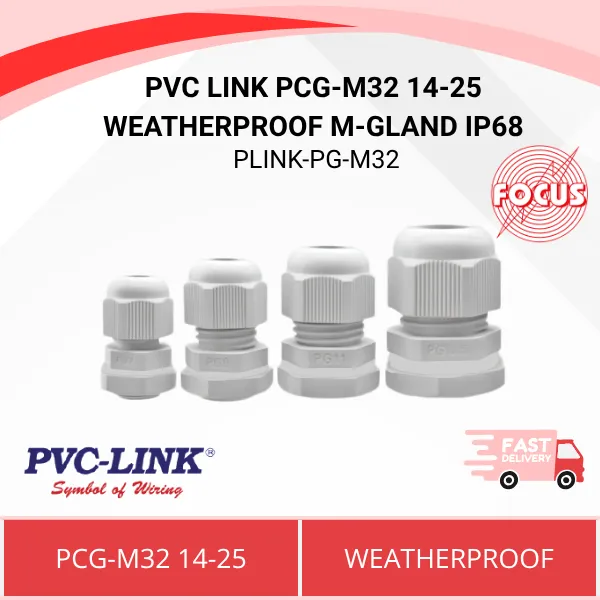 PVC LINK PCG-M32 14-25
WEATHERPROOF M-GLAND IP68
PLINK-PG-M32
FOCUS
PG11
FAST
DELIVERY
PVC-LINK®
Symbol of Wiring
PCG-M32 14-25
WEATHERPROOF